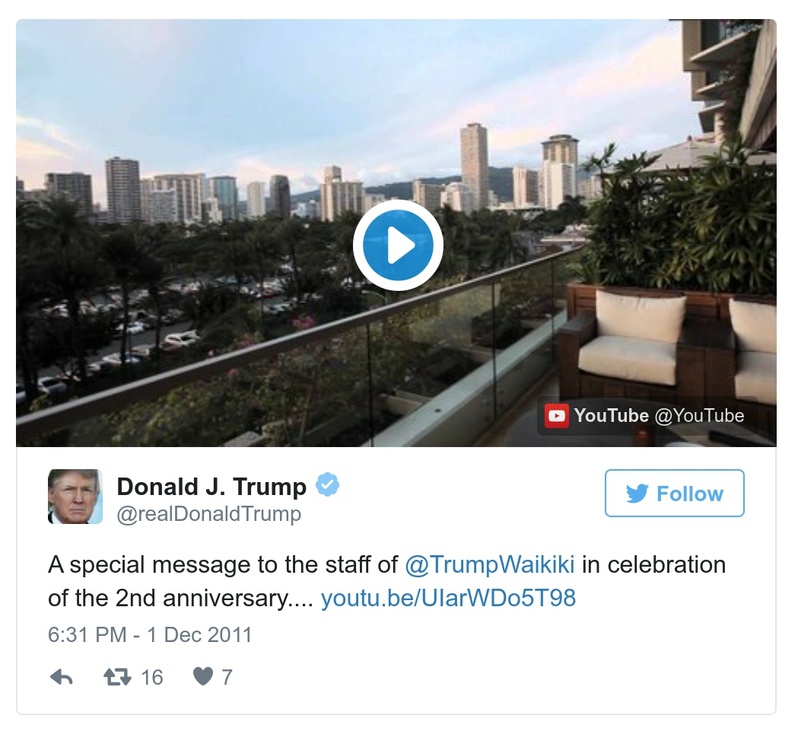 YouTube @YouTube
Donald J. Trump
@realDonaldTrump
Follow
A special message to the staff of @TrumpWaikiki in celebration
of the 2nd anniversary.... youtu.be/UIarWDo5T98
6:31 PM - 1 Dec 2011
16 7